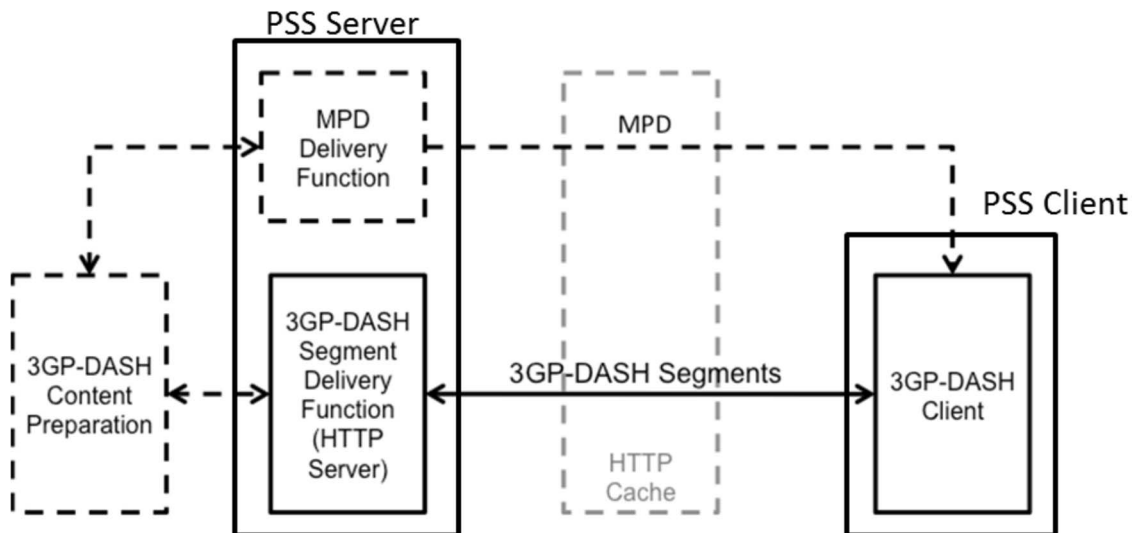 PSS Server
MPD
Delivery
Function
MPD
PSS Client
3GP-DASH
Content
Preparation
3GP-DASH
Segment
Delivery
Function
(HTTP
Server)
3GP-DASH Segments
HTTP
Cache
3GP-DASH
Client